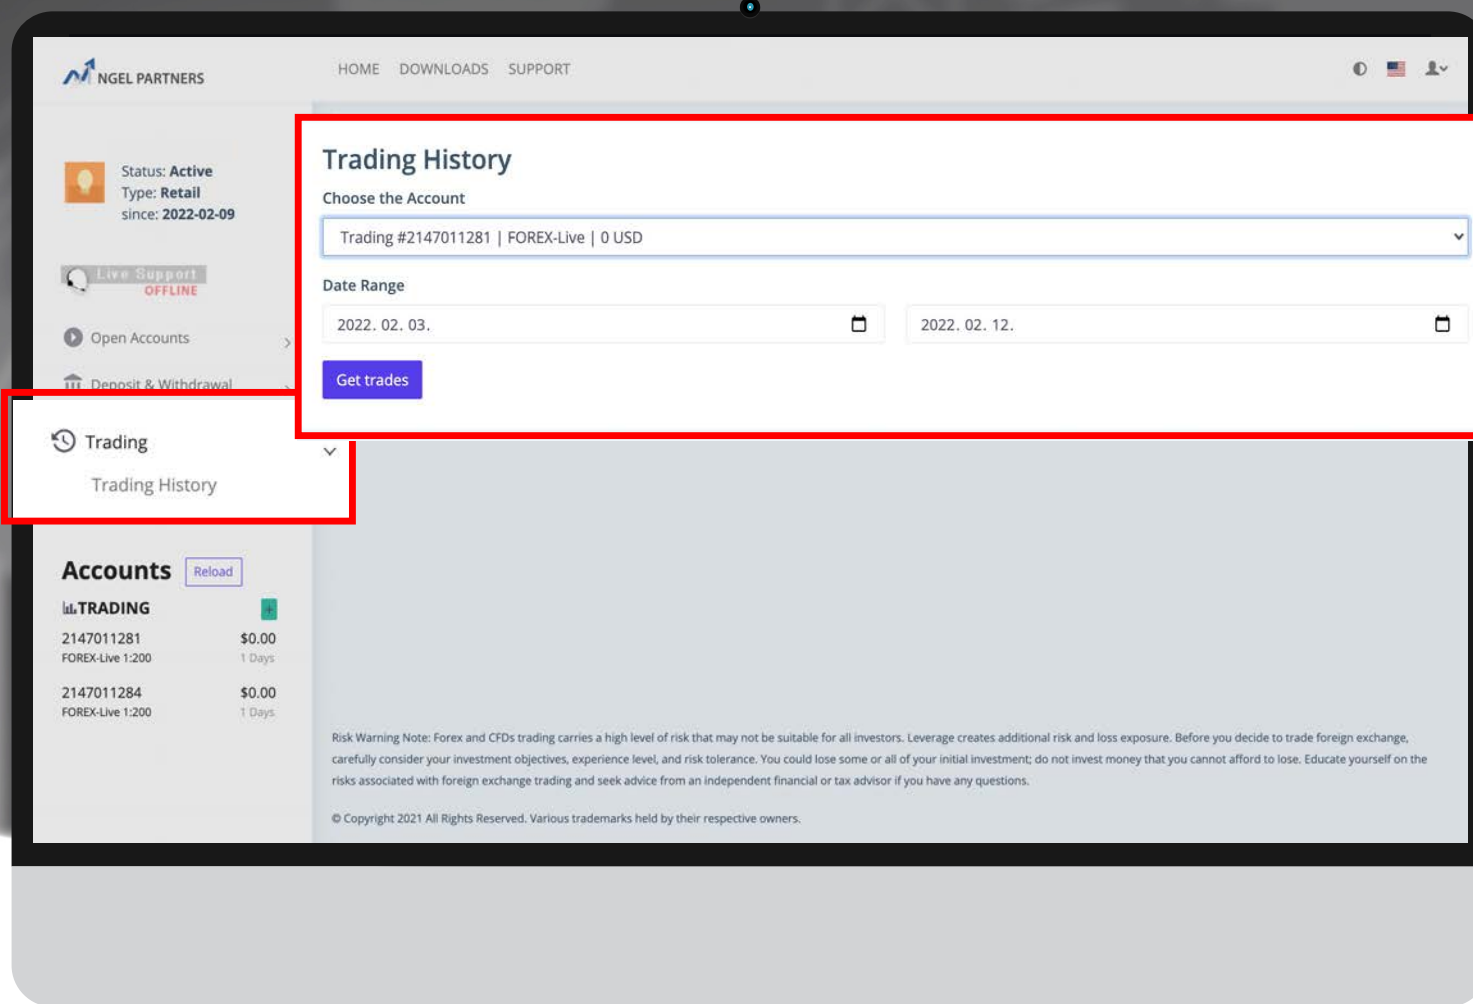 NGEL PARTNERS
HOME DOWNLOADS SUPPORT
Status: Active
Type: Retail
since: 2022-02-09
Live Support
OFFLINE
Open Accounts
Deposit & Withdrawal
Trading
Trading History
Accounts Reload
TRADING +
2147011281 $0.00
FOREX-Live 1:200 1 Days
2147011284 $0.00
FOREX-Live 1:200 1 Days
Trading History
Choose the Account
Trading #2147011281 | FOREX-Live | 0 USD
Date Range
2022. 02. 03. 2022. 02. 12.
Get trades
Risk Warning Note: Forex and CFDs trading carries a high level of risk that may not be suitable for all investors. Leverage creates additional risk and loss exposure. Before you decide to trade foreign exchange,
carefully consider your investment objectives, experience level, and risk tolerance. You could lose some or all of your initial investment; do not invest money that you cannot afford to lose. Educate yourself on the
risks associated with foreign exchange trading and seek advice from an independent financial or tax advisor if you have any questions.
© Copyright 2021 All Rights Reserved. Various trademarks held by their respective owners.